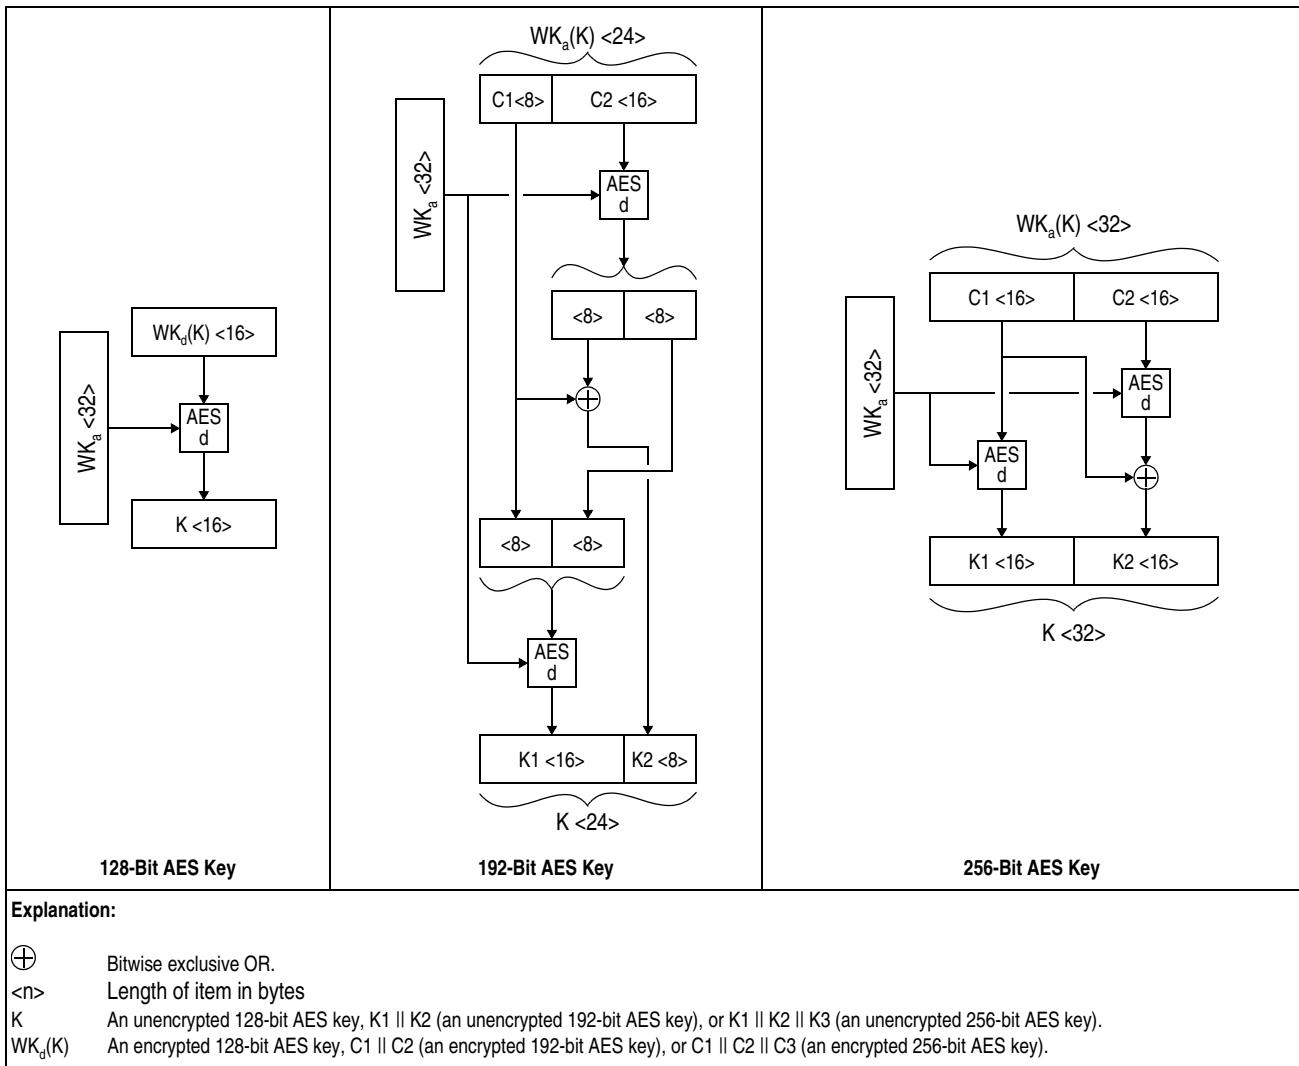 WKₐ <32>
WK_d(K) <16>
AES
d
K <16>
128-Bit AES Key
WKₐ(K) <24>
C1<8> C2 <16>
WKₐ <32>
AES
d
<8> <8>
<8> <8>
AES
d
K1 <16> K2 <8>
K <24>
192-Bit AES Key
WKₐ(K) <32>
C1 <16> C2 <16>
WKₐ <32>
AES
d
AES
d
K1 <16> K2 <16>
K <32>
256-Bit AES Key
Explanation:
⊕ Bitwise exclusive OR.
<n> Length of item in bytes
K An unencrypted 128-bit AES key, K1 || K2 (an unencrypted 192-bit AES key), or K1 || K2 || K3 (an unencrypted 256-bit AES key).
WK_d(K) An encrypted 128-bit AES key, C1 || C2 (an encrypted 192-bit AES key), or C1 || C2 || C3 (an encrypted 256-bit AES key).